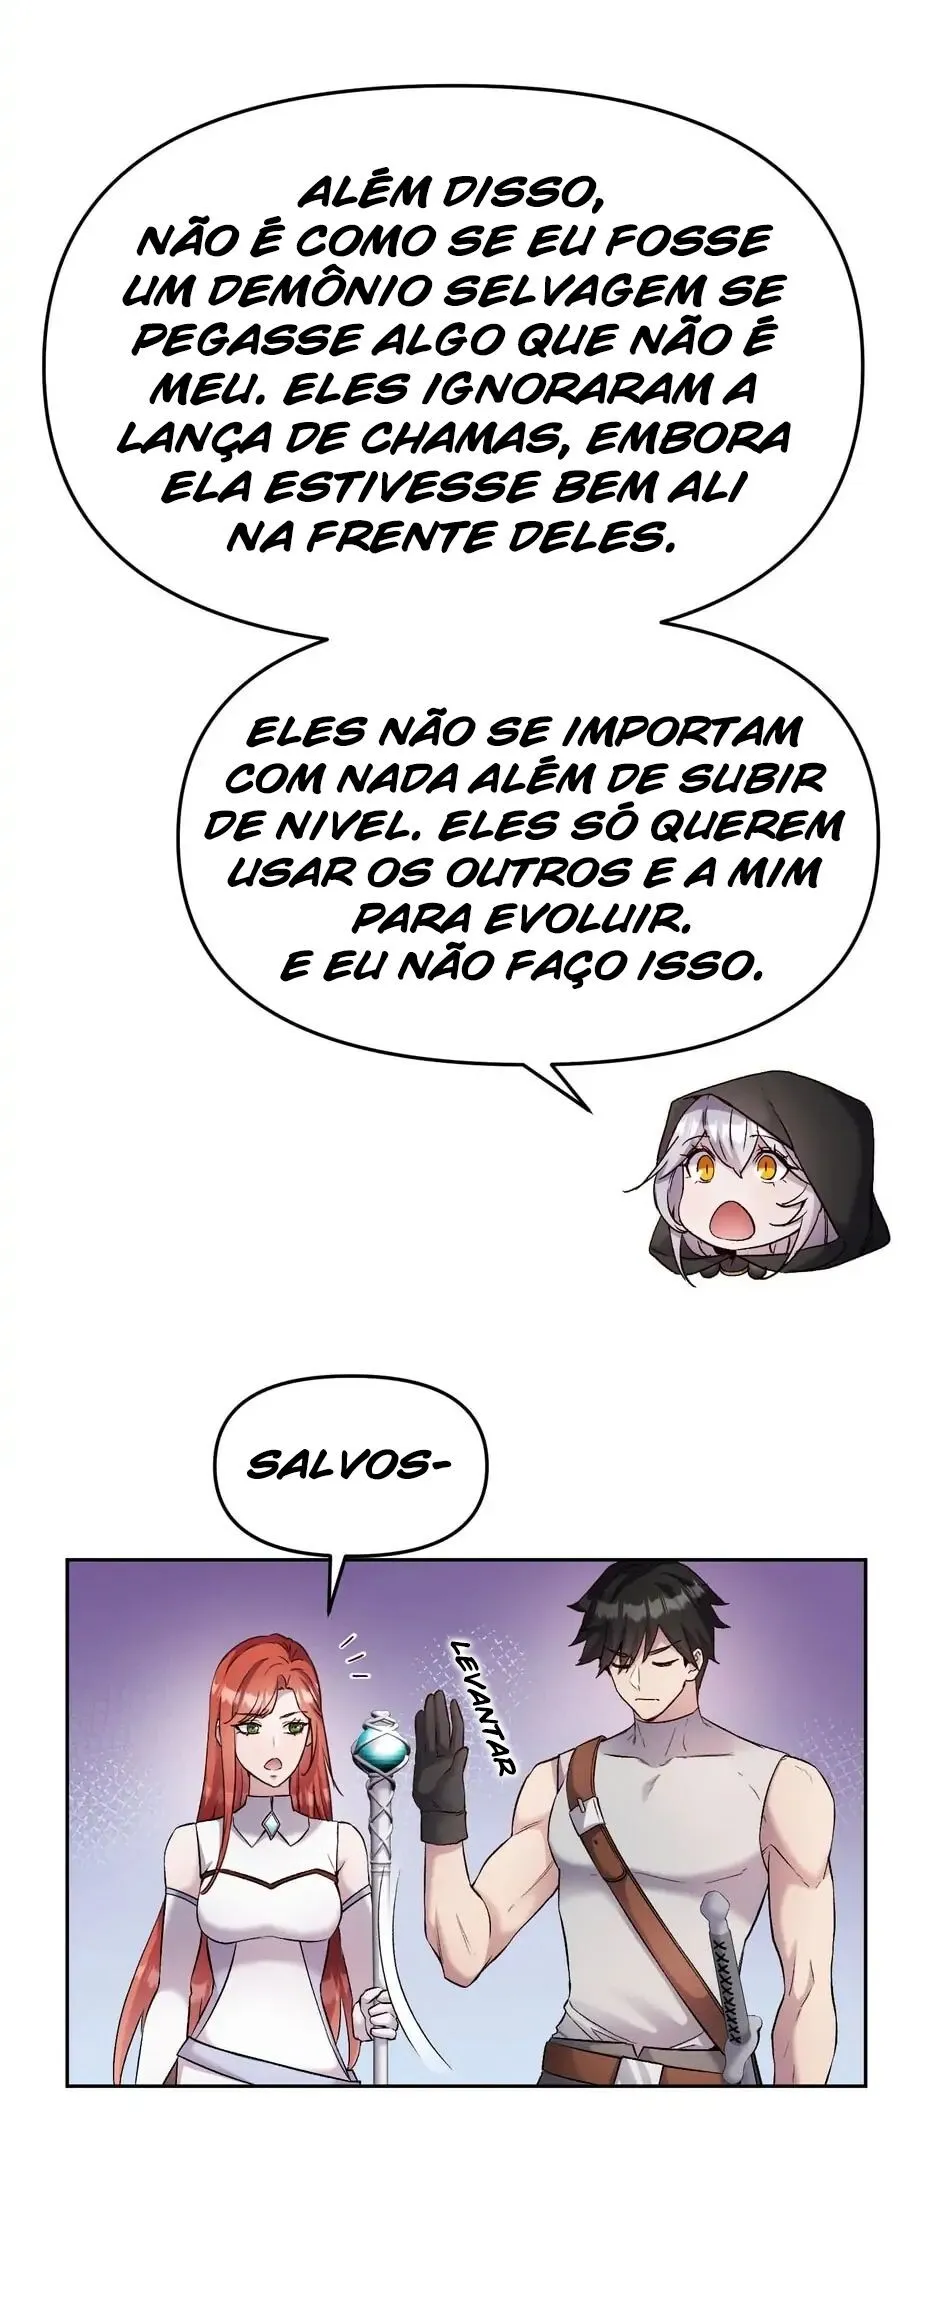 ALÉM DISSO,
NÃO É COMO SE EU FOSSE
UM DEMÔNIO SELVAGEM SE
PEGASSE ALGO QUE NÃO É
MEU. ELES IGNORARAM A
LANÇA DE CHAMAS, EMBORA
ELA ESTIVESSE BEM ALI
NA FRENTE DELES.
ELES NÃO SE IMPORTAM
COM NADA ALÉM DE SUBIR
DE NIVEL. ELES SÓ QUEREM
USAR OS OUTROS E A MIM
PARA EVOLUIR.
E EU NÃO FAÇO ISSO.
SALVOS-
LEVANTAR